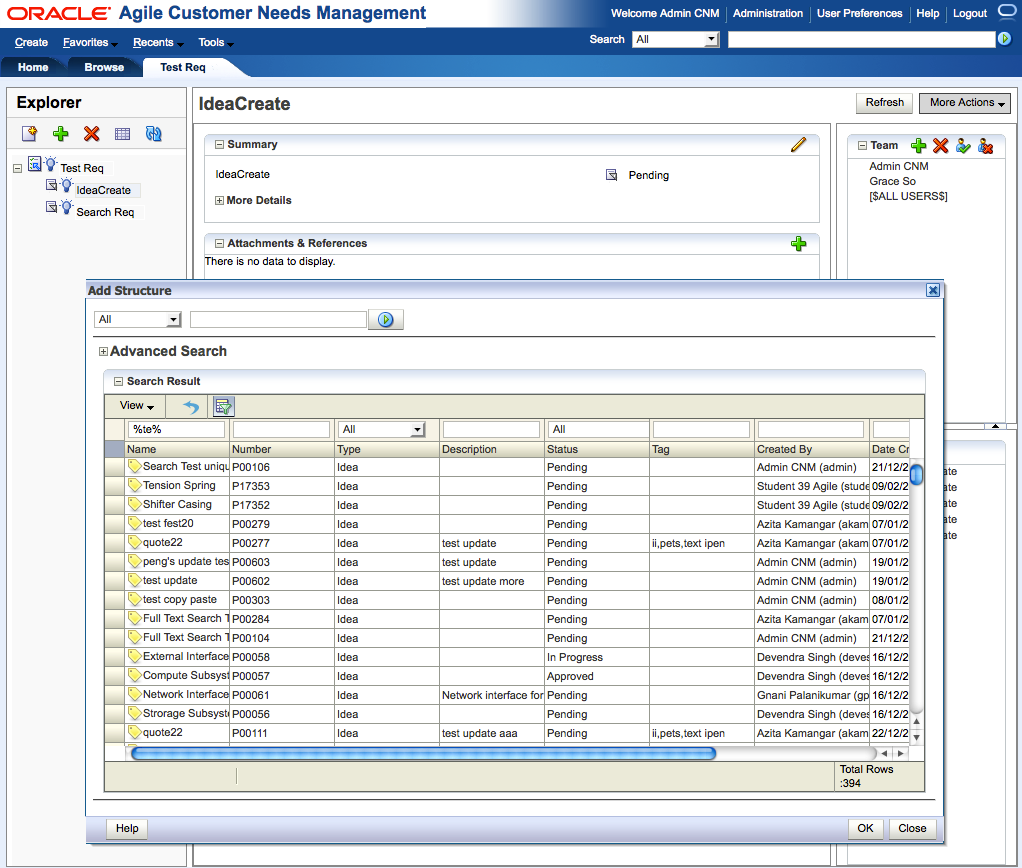 ORACLE Agile Customer Needs Management
Welcome Admin CNM Administration User Preferences Help Logout
Create Favorites Recents Tools Search All
Home Browse Test Req
Explorer
Test Req
IdeaCreate
Search Req
IdeaCreate Refresh More Actions
Summary
IdeaCreate Pending
More Details
Attachments & References
There is no data to display.
Team
Admin CNM
Grace So
[$ALL USERS$]
Add Structure
All
Advanced Search
Search Result
View
%te% All All
Name Number Type Description Status Tag Created By Date Cr
Search Test uniqu P00106 Idea Pending Admin CNM (admin) 21/12/2
Tension Spring P17353 Idea Pending Student 39 Agile (stude 09/02/2
Shifter Casing P17352 Idea Pending Student 39 Agile (stude 09/02/2
test fest20 P00279 Idea Pending Azita Kamangar (akam 07/01/2
quote22 P00277 Idea test update Pending ii,pets,text ipen Azita Kamangar (akam 07/01/2
peng's update tes P00603 Idea test update Pending Admin CNM (admin) 19/01/2
test update P00602 Idea test update more Pending Admin CNM (admin) 19/01/2
test copy paste P00303 Idea Pending Admin CNM (admin) 08/01/2
Full Text Search T P00284 Idea Pending Azita Kamangar (akam 07/01/2
Full Text Search T P00104 Idea Pending Admin CNM (admin) 21/12/2
External Interface P00058 Idea In Progress Devendra Singh (deves 16/12/2
Compute Subsyst P00057 Idea Approved Devendra Singh (deves 16/12/2
Network Interface P00061 Idea Network interface for Pending Gnani Palanikumar (gp 16/12/2
Strorage Subsyste P00056 Idea Pending Devendra Singh (deves 16/12/2
quote22 P00111 Idea test update aaa Pending ii,pets,text ipen Azita Kamangar (akam 22/12/2
Total Rows
:394
Help OK Close
ate
ate
ate
ate
ate